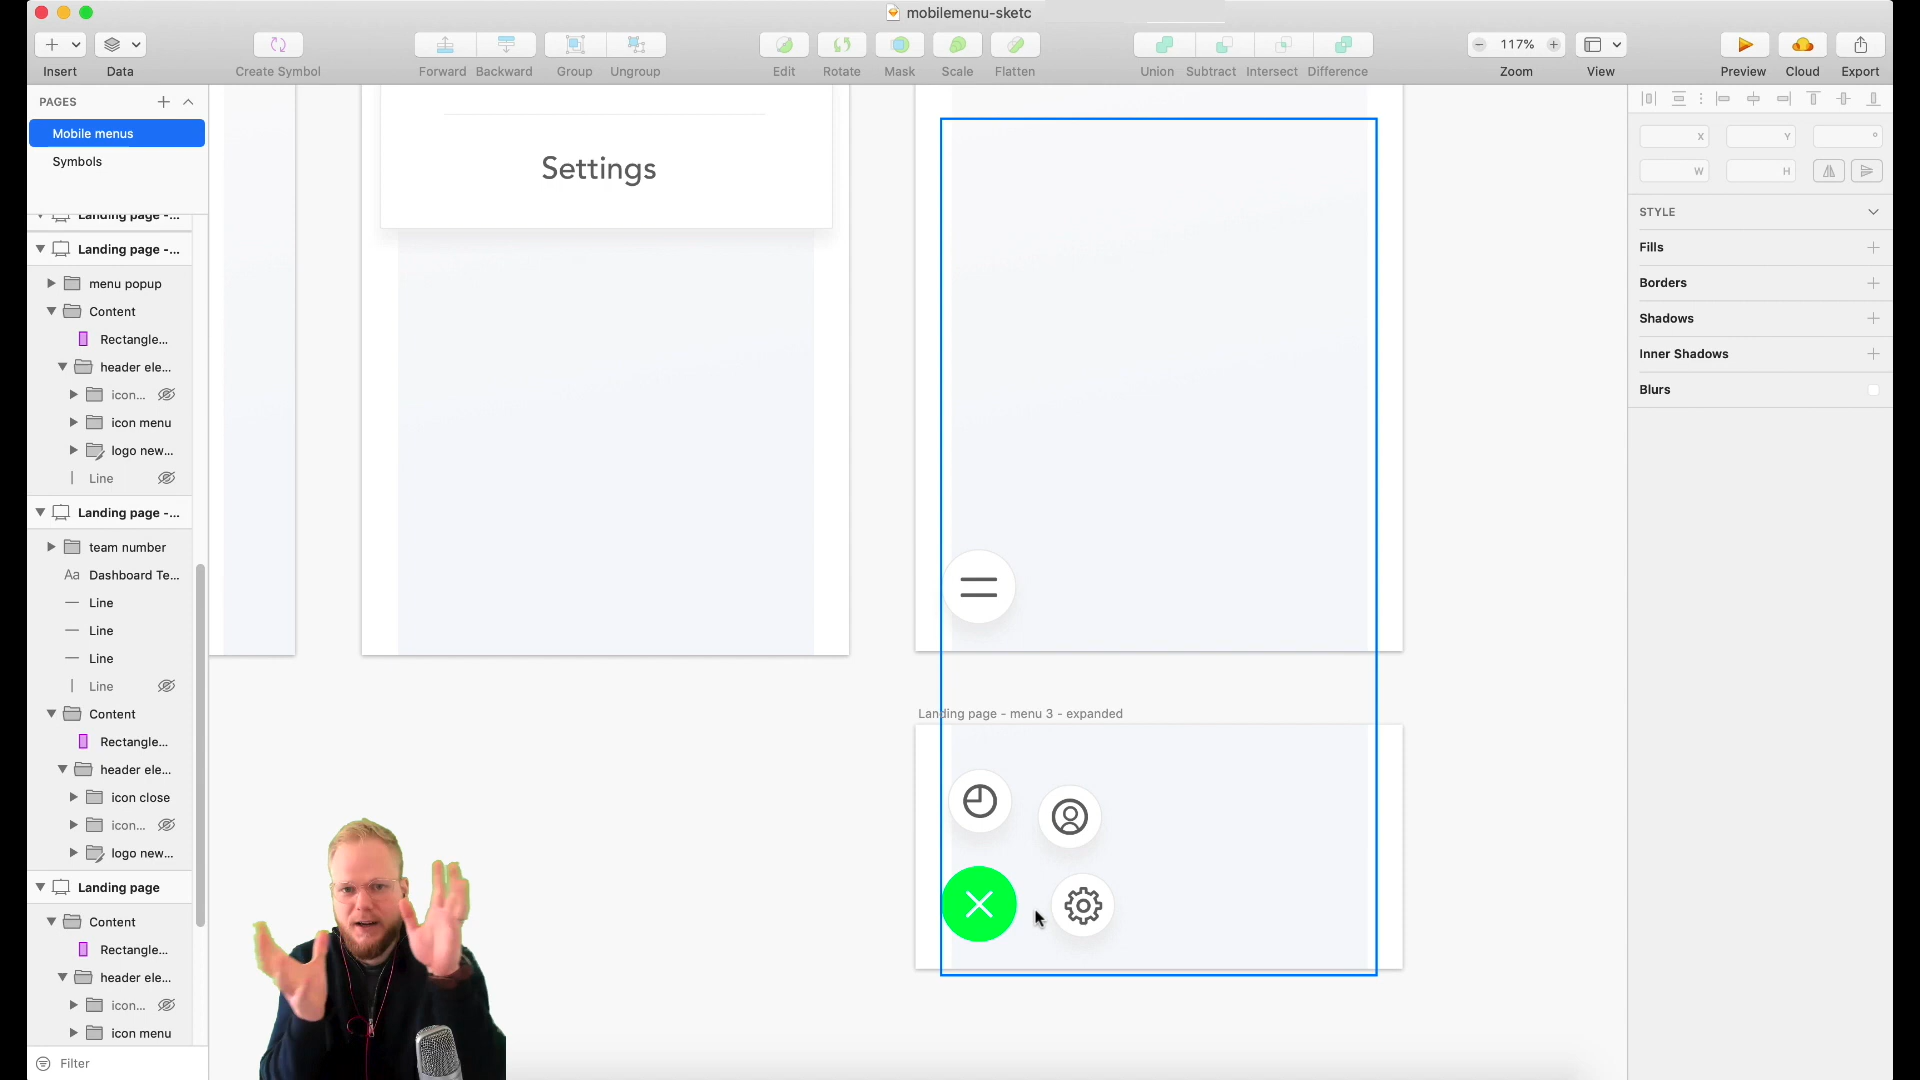 mobilemenu-sketc
117%
Insert Data Create Symbol Forward Backward Group Ungroup Edit Rotate Mask Scale Flatten Union Subtract Intersect Difference Zoom View Preview Cloud Export
PAGES
Mobile menus
Symbols
Landing page -...
Landing page -...
menu popup
Content
Rectangle...
header ele...
icon...
icon menu
logo new...
Line
Landing page -...
team number
Aa Dashboard Te...
Line
Line
Line
Line
Content
Rectangle...
header ele...
icon close
icon...
logo new...
Landing page
Content
Rectangle...
header ele...
icon...
icon menu
Filter
Settings
Landing page - menu 3 - expanded
X Y °
W H
STYLE
Fills
Borders
Shadows
Inner Shadows
Blurs